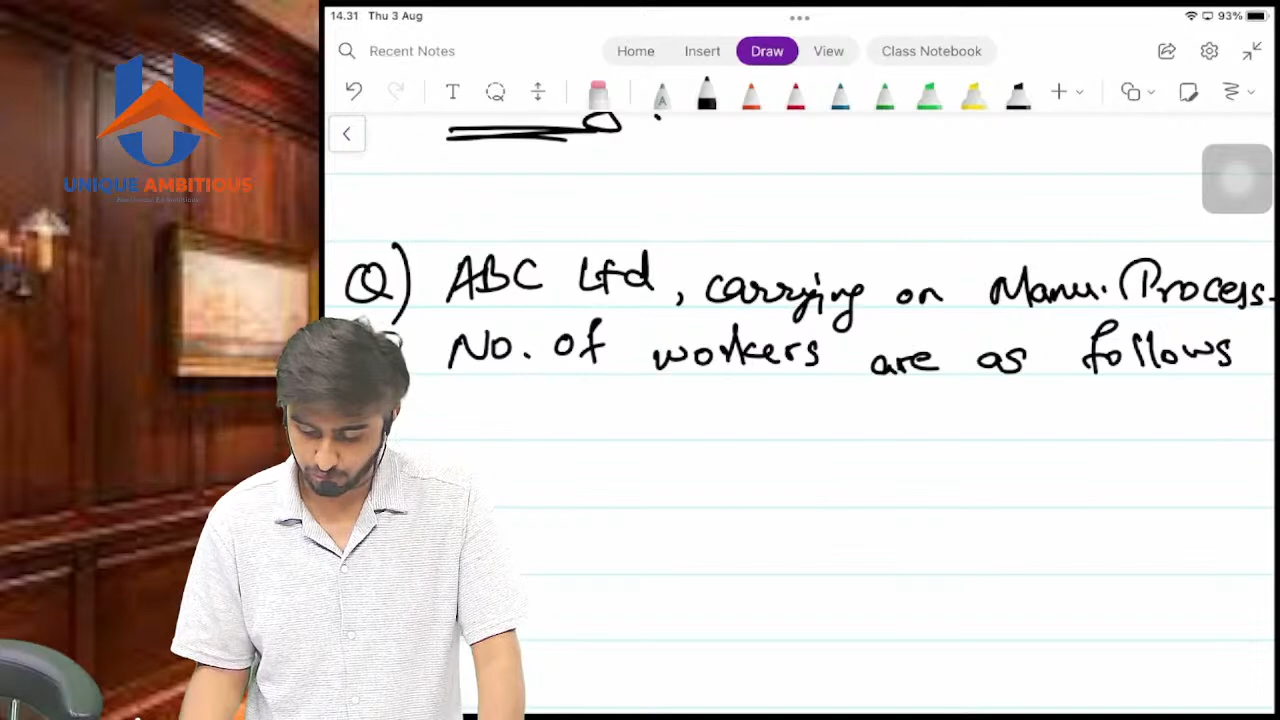 14.31 Thu 3 Aug
93%
Recent Notes
Home Insert Draw View Class Notebook
UNIQUE AMBITIOUS
Q) ABC Ltd, carrying on Manu. Process.
No. of workers are as follows